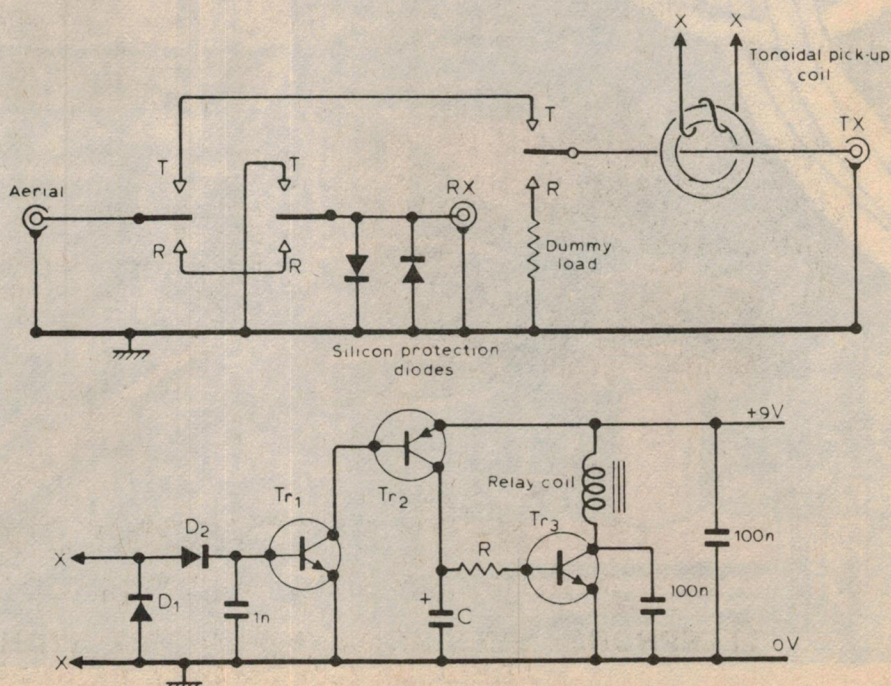 X X
Toroidal pick-up
coil
TX
T
T T
Aerial
RX
R R
R
Dummy
load
Silicon protection
diodes
+9V
Relay coil
Tr1
Tr2
Tr3
D2
R
100n
X
D1
1n
+
C
100n
X
0V